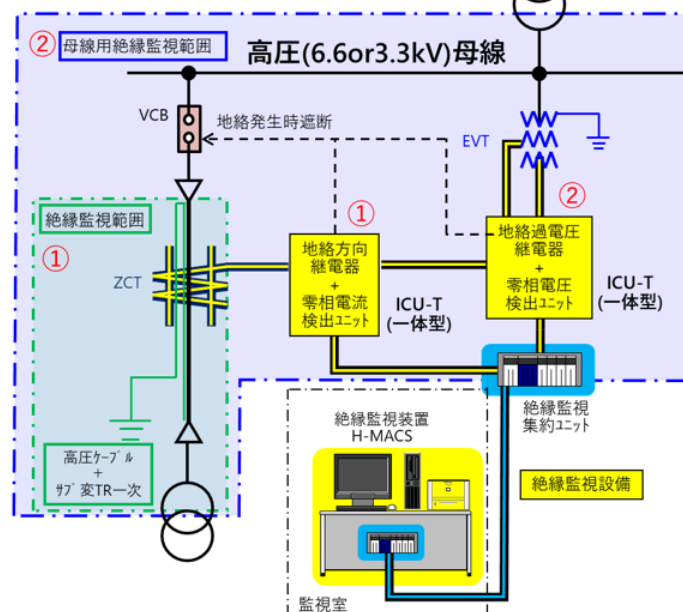 ② 母線用絶縁監視範囲
高圧(6.6or3.3kV)母線
VCB
地絡発生時遮断
EVT
絶縁監視範囲
①
ZCT
①
地絡方向
継電器
+
零相電流
検出ﾕﾆｯﾄ
ICU-T
(一体型)
②
地絡過電圧
継電器
+
零相電圧
検出ﾕﾆｯﾄ
ICU-T
(一体型)
絶縁監視
集約ﾕﾆｯﾄ
高圧ｹｰﾌﾞﾙ
+
ｻﾌﾞ変TR一次
絶縁監視装置
H-MACS
絶縁監視設備
監視室